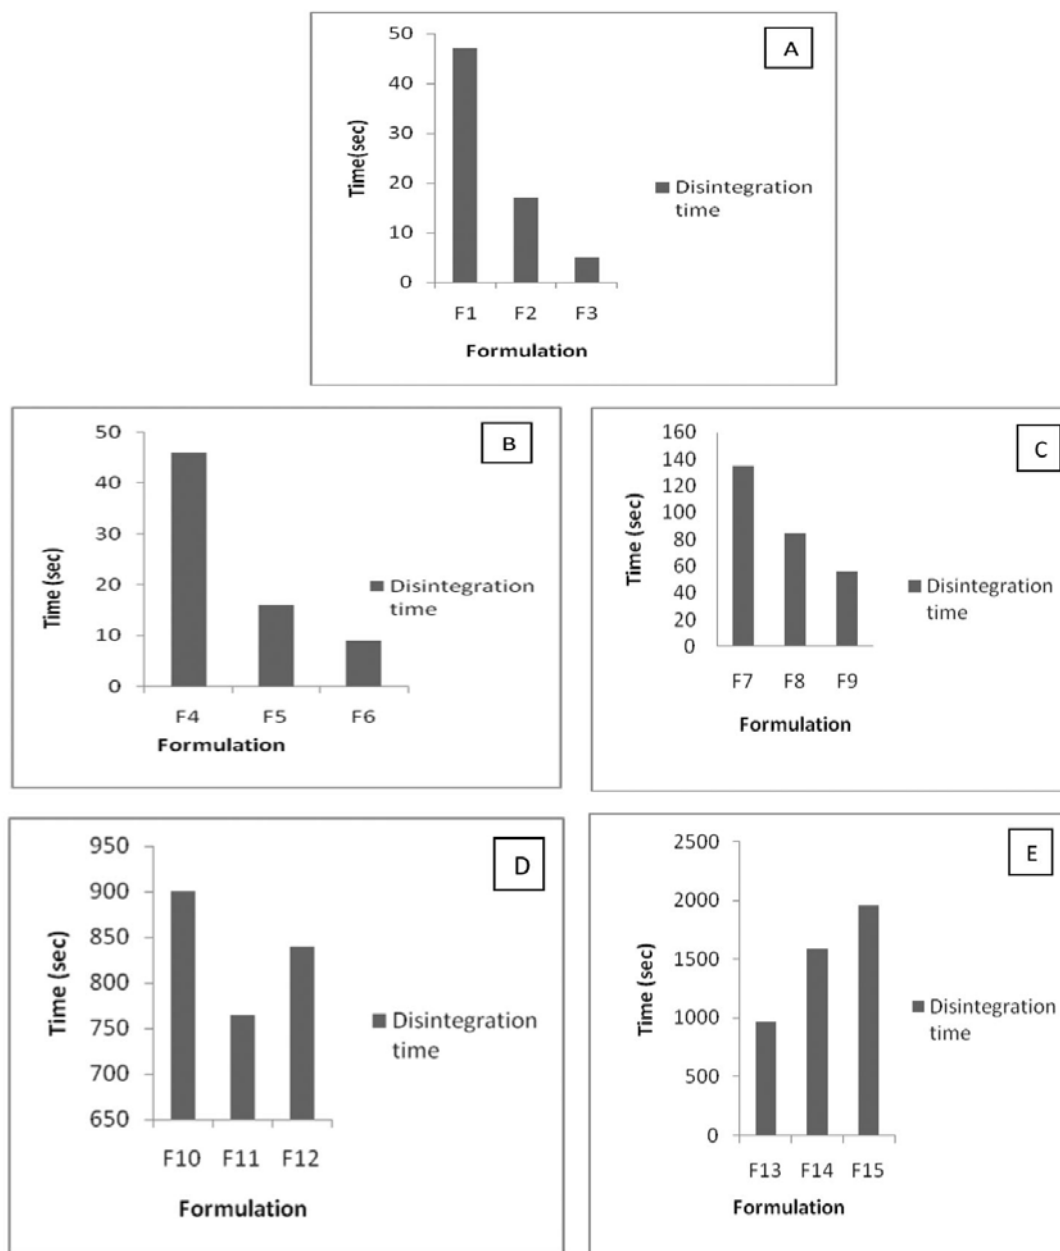 A
50
40
30
20
10
0
Time(sec)
F1 F2 F3
Formulation
Disintegration
time
B
50
40
30
20
10
0
Time (sec)
F4 F5 F6
Formulation
Disintegration
time
C
160
140
120
100
80
60
40
20
0
Time (sec)
F7 F8 F9
Formulation
Disintegration
time
D
950
900
850
800
750
700
650
Time (sec)
F10 F11 F12
Formulation
Disintegration
time
E
2500
2000
1500
1000
500
0
Time (sec)
F13 F14 F15
Formulation
Disintegration
time